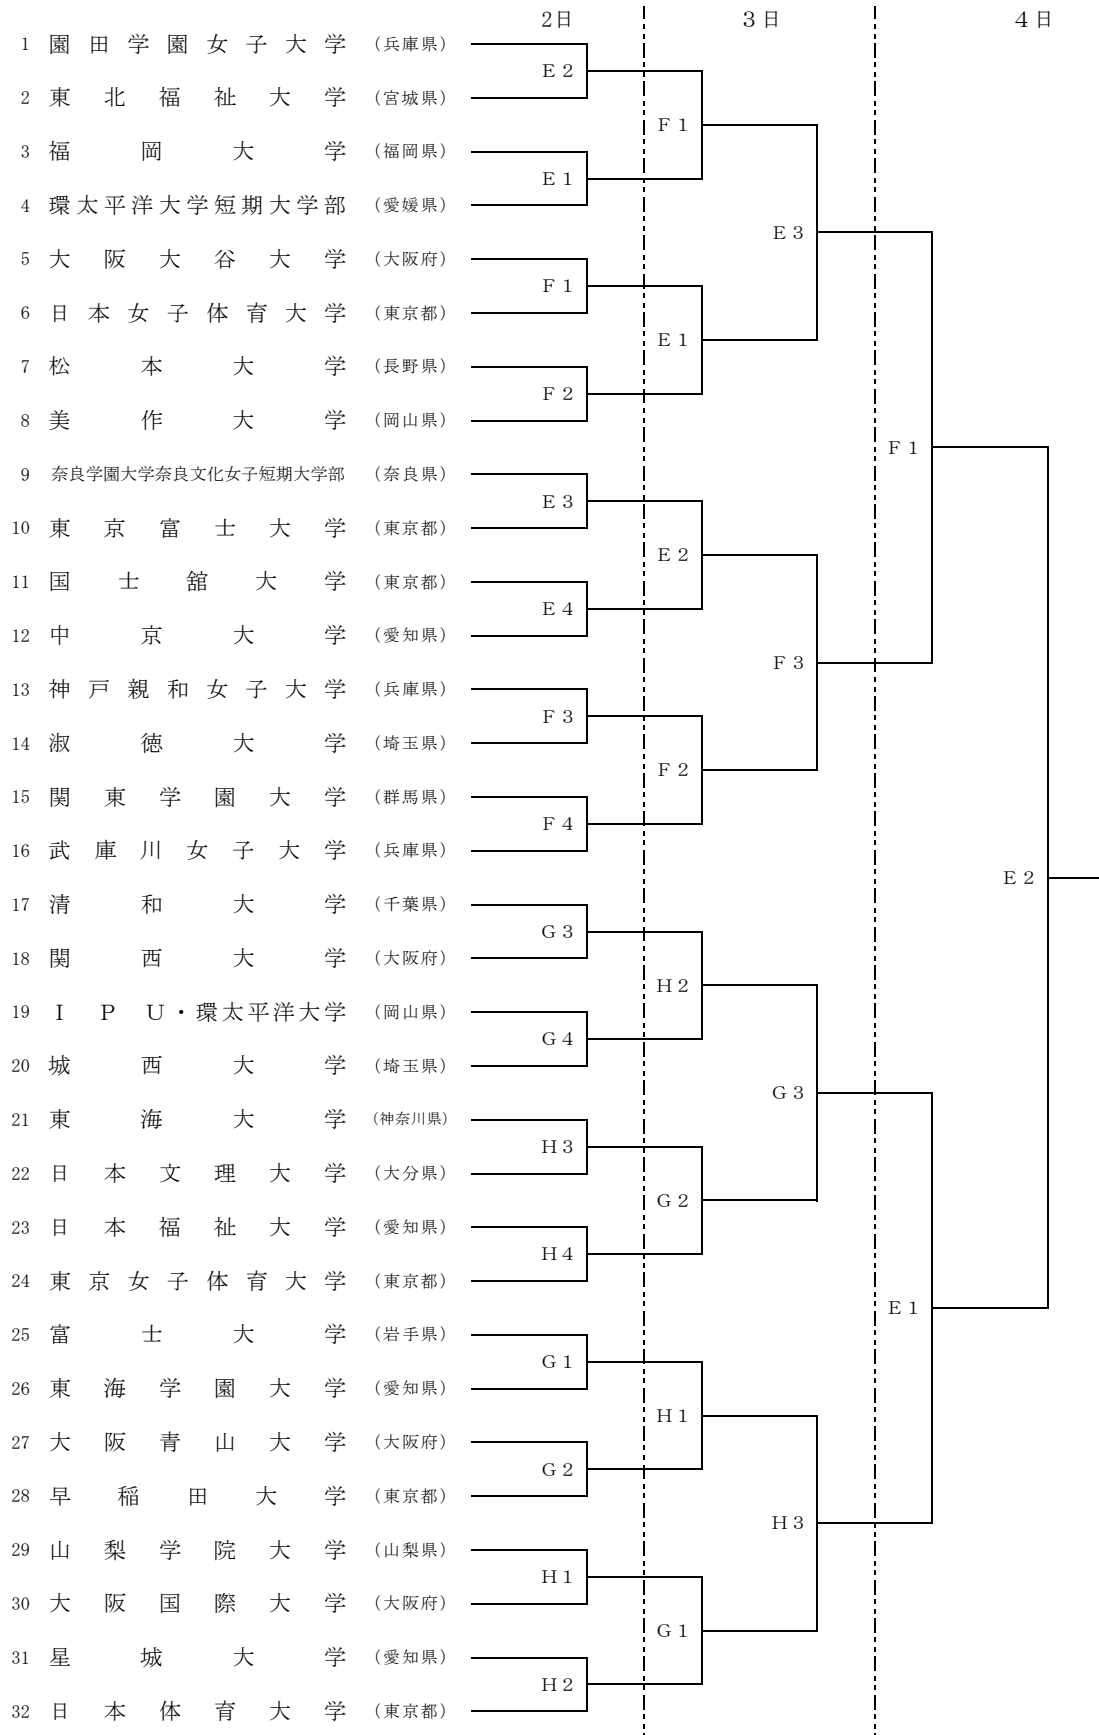 2日 3日 4日
1 園田学園女子大学 (兵庫県)
E2
2 東北福祉大学 (宮城県)
F1
3 福岡大学 (福岡県)
E1
4 環太平洋大学短期大学部 (愛媛県)
E3
5 大阪大谷大学 (大阪府)
F1
6 日本女子体育大学 (東京都)
E1
7 松本大学 (長野県)
F2
8 美作大学 (岡山県)
F1
9 奈良学園大学奈良文化女子短期大学部 (奈良県)
E3
10 東京富士大学 (東京都)
E2
11 国士舘大学 (東京都)
E4
12 中京大学 (愛知県)
F3
13 神戸親和女子大学 (兵庫県)
F3
14 淑徳大学 (埼玉県)
F2
15 関東学園大学 (群馬県)
F4
16 武庫川女子大学 (兵庫県)
E2
17 清和大学 (千葉県)
G3
18 関西大学 (大阪府)
H2
19 IPU・環太平洋大学 (岡山県)
G4
20 城西大学 (埼玉県)
G3
21 東海大学 (神奈川県)
H3
22 日本文理大学 (大分県)
G2
23 日本福祉大学 (愛知県)
H4
24 東京女子体育大学 (東京都)
E1
25 富士大学 (岩手県)
G1
26 東海学園大学 (愛知県)
H1
27 大阪青山大学 (大阪府)
G2
28 早稲田大学 (東京都)
H3
29 山梨学院大学 (山梨県)
H1
30 大阪国際大学 (大阪府)
G1
31 星城大学 (愛知県)
H2
32 日本体育大学 (東京都)